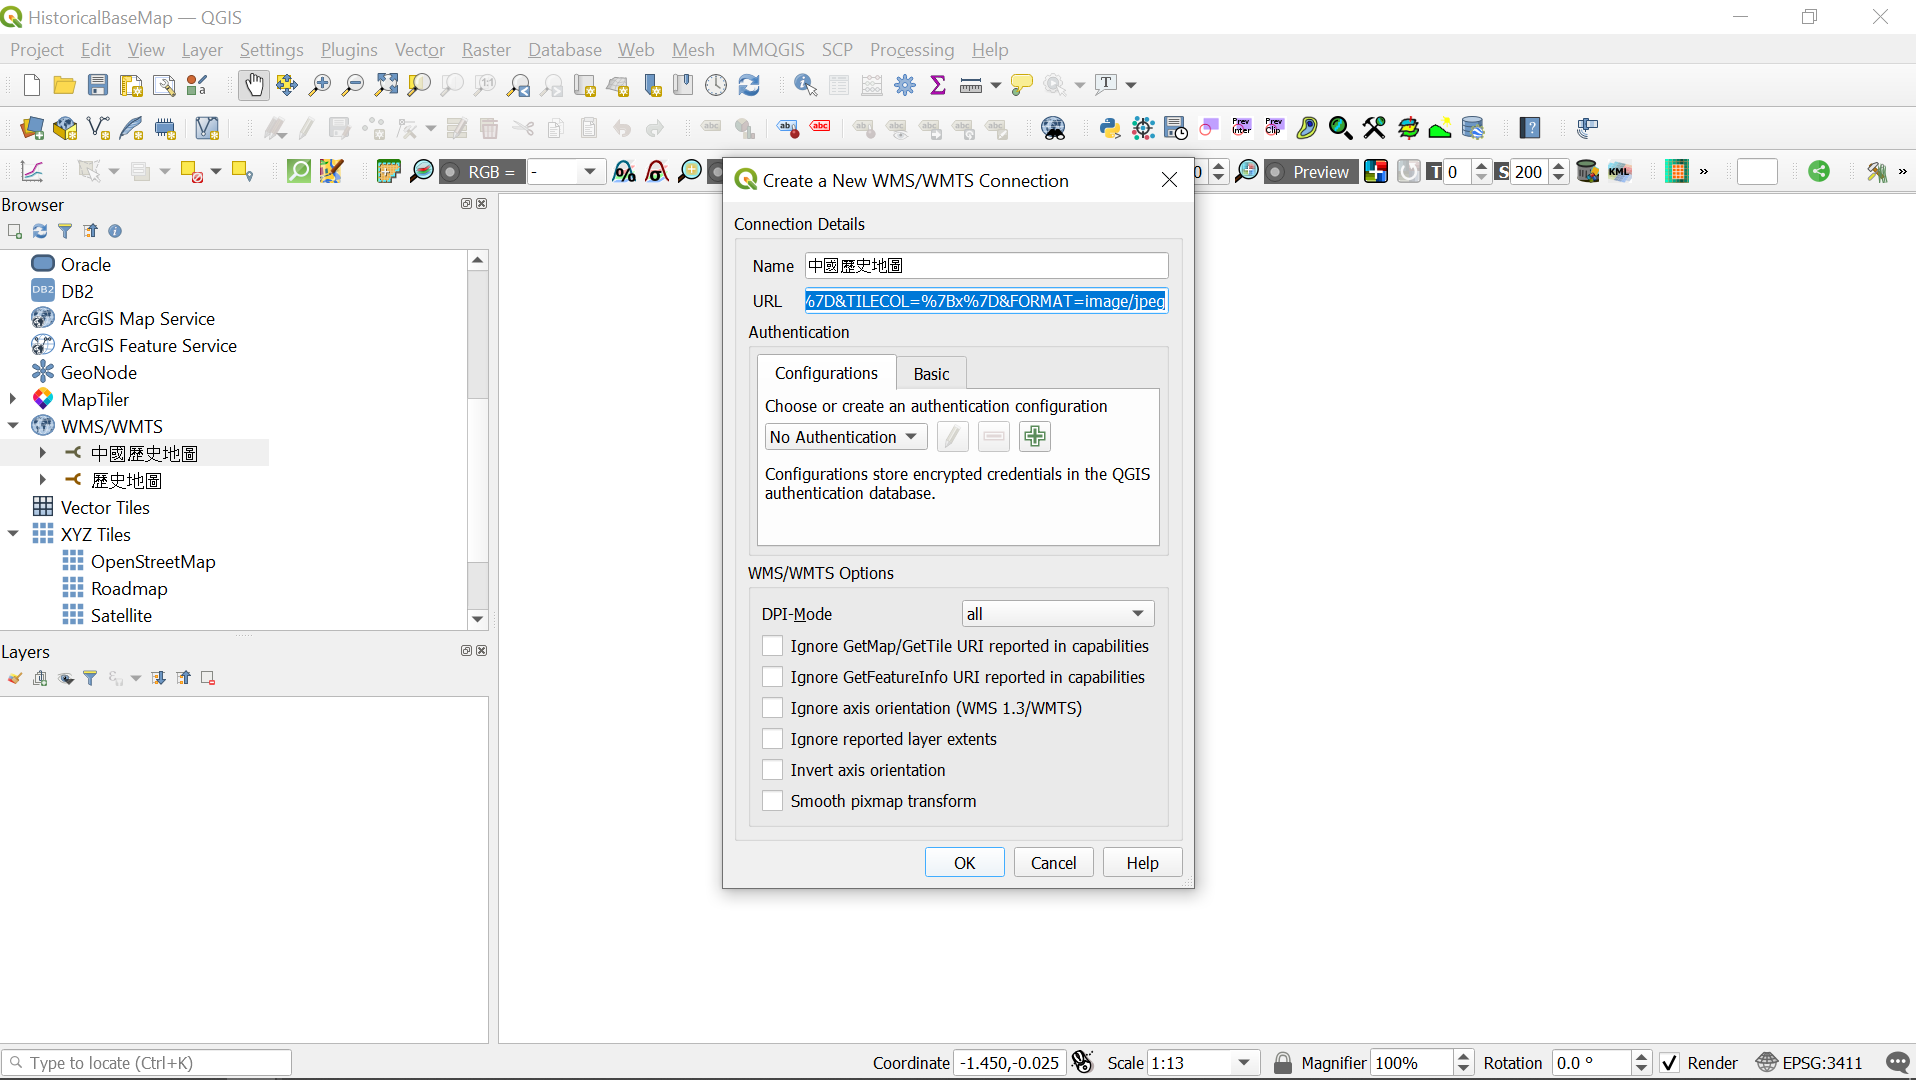 HistoricalBaseMap — QGIS
Project Edit View Layer Settings Plugins Vector Raster Database Web Mesh MMQGIS SCP Processing Help
RGB = - 0 Preview T 0 S 200 KML »
Browser
Oracle
DB2
ArcGIS Map Service
ArcGIS Feature Service
GeoNode
MapTiler
WMS/WMTS
中國歷史地圖
歷史地圖
Vector Tiles
XYZ Tiles
OpenStreetMap
Roadmap
Satellite
Layers
Create a New WMS/WMTS Connection
Connection Details
Name 中國歷史地圖
URL %7D&TILECOL=%7Bx%7D&FORMAT=image/jpeg
Authentication
Configurations Basic
Choose or create an authentication configuration
No Authentication
Configurations store encrypted credentials in the QGIS
authentication database.
WMS/WMTS Options
DPI-Mode all
Ignore GetMap/GetTile URI reported in capabilities
Ignore GetFeatureInfo URI reported in capabilities
Ignore axis orientation (WMS 1.3/WMTS)
Ignore reported layer extents
Invert axis orientation
Smooth pixmap transform
OK Cancel Help
Type to locate (Ctrl+K) Coordinate -1.450,-0.025 Scale 1:13 Magnifier 100% Rotation 0.0 ° Render EPSG:3411